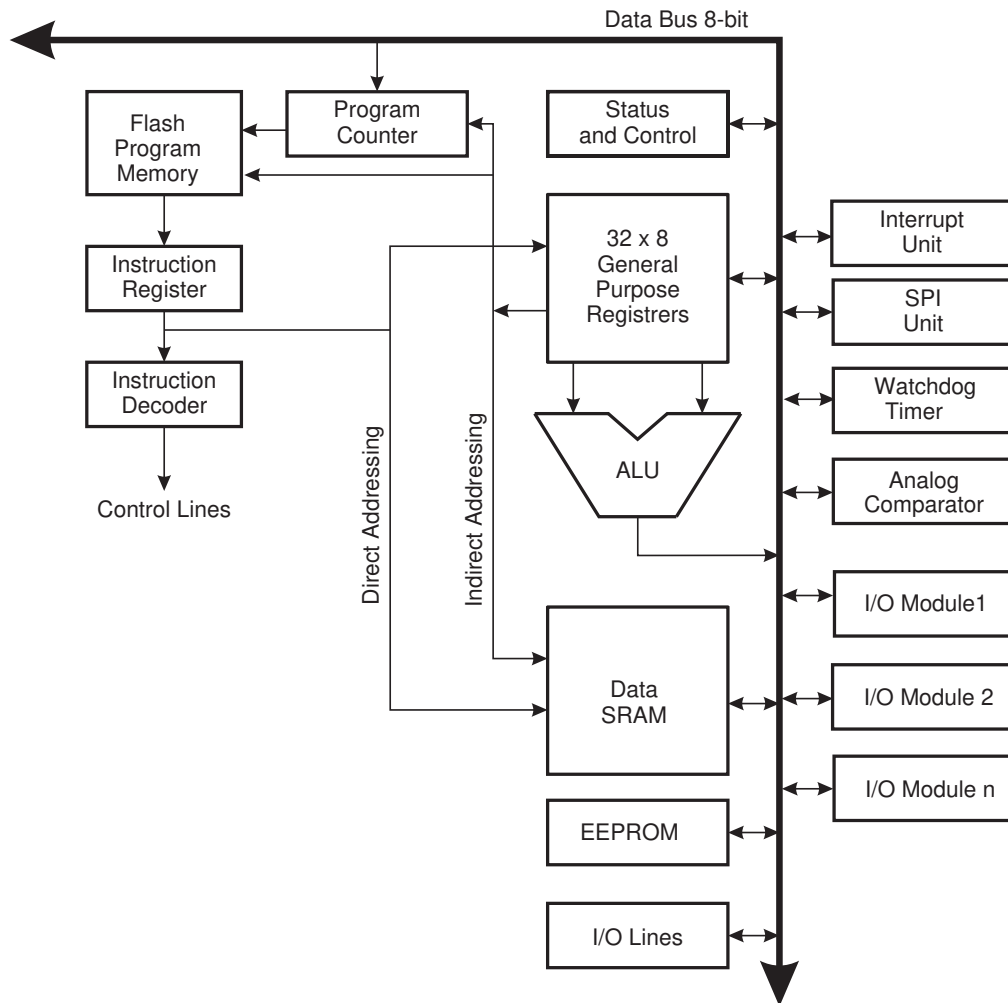 Data Bus 8-bit
Flash
Program
Memory
Program
Counter
Status
and Control
Interrupt
Unit
32 x 8
General
Purpose
Registrers
Instruction
Register
SPI
Unit
Instruction
Decoder
Watchdog
Timer
ALU
Analog
Comparator
Control Lines
Direct Addressing
Indirect Addressing
I/O Module1
Data
SRAM
I/O Module 2
I/O Module n
EEPROM
I/O Lines